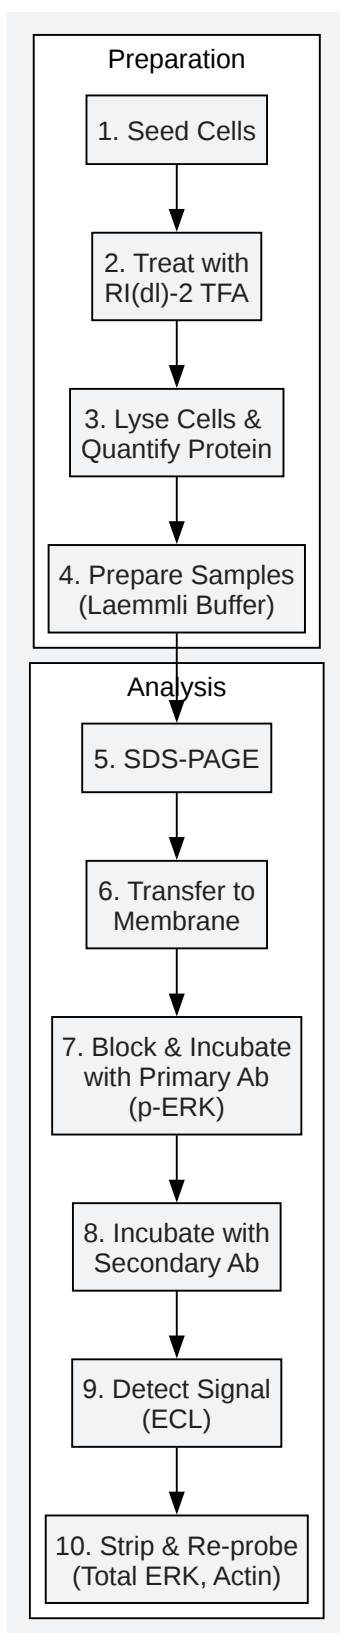 Preparation
1. Seed Cells
2. Treat with
RI(dl)-2 TFA
3. Lyse Cells &
Quantify Protein
4. Prepare Samples
(Laemmli Buffer)
Analysis
5. SDS-PAGE
6. Transfer to
Membrane
7. Block & Incubate
with Primary Ab
(p-ERK)
8. Incubate with
Secondary Ab
9. Detect Signal
(ECL)
10. Strip & Re-probe
(Total ERK, Actin)